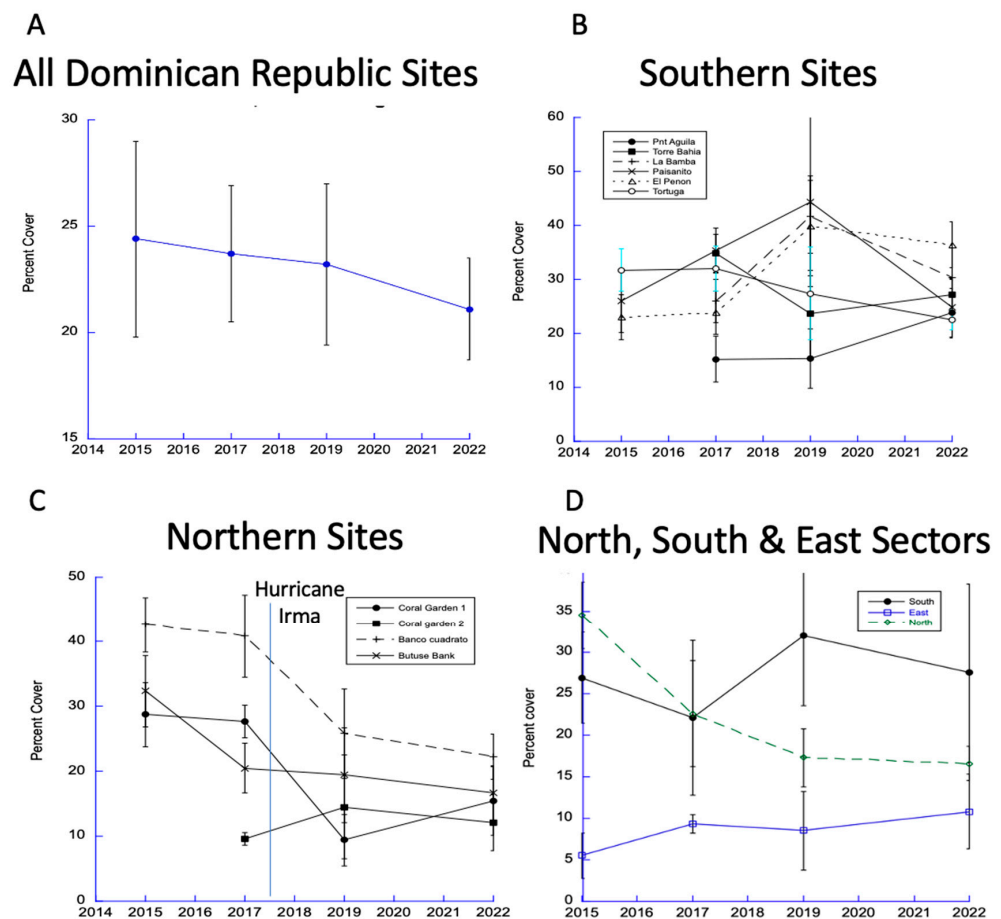 A
All Dominican Republic Sites
30
25
20
15
Percent Cover
2014 2015 2016 2017 2018 2019 2020 2021 2022
B
Southern Sites
60
50
40
30
20
10
0
Percent Cover
Pnt Aguila
Torre Bahia
La Bamba
Paisanito
El Penon
Tortuga
2014 2015 2016 2017 2018 2019 2020 2021 2022
C
Northern Sites
50
40
30
20
10
0
Percent Cover
Hurricane
Irma
Coral Garden 1
Coral garden 2
Banco cuadrato
Butuse Bank
2014 2015 2016 2017 2018 2019 2020 2021 2022
D
North, South & East Sectors
35
30
25
20
15
10
5
0
Percent cover
South
East
North
2015 2016 2017 2018 2019 2020 2021 2022